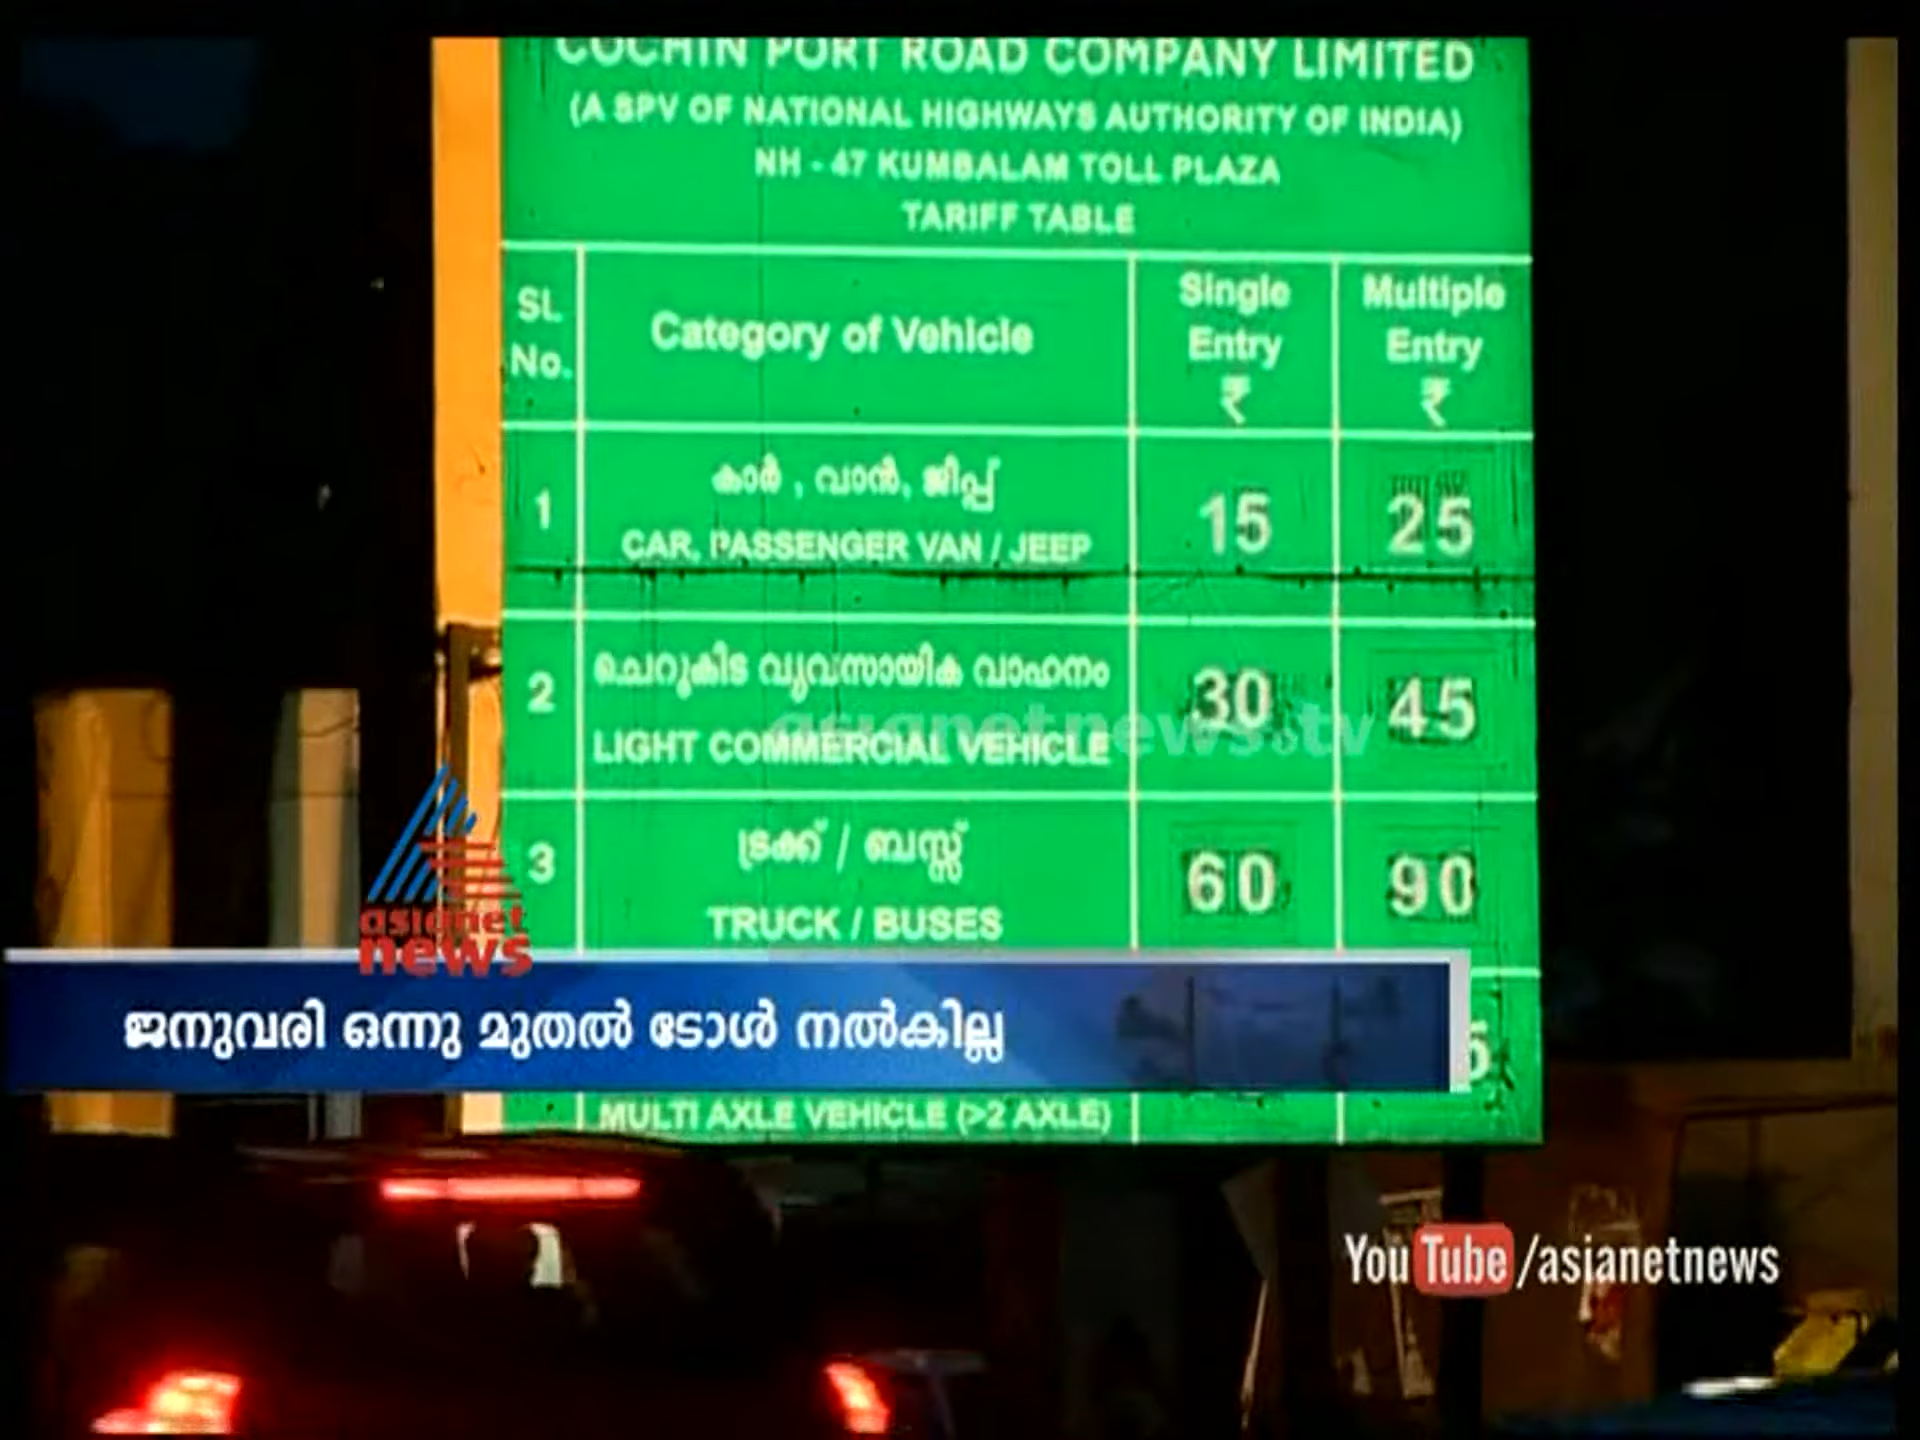 COCHIN PORT ROAD COMPANY LIMITED
(A SPV OF NATIONAL HIGHWAYS AUTHORITY OF INDIA)
NH - 47 KUMBALAM TOLL PLAZA
TARIFF TABLE
Sl. No. Category of Vehicle Single Entry ₹ Multiple Entry ₹
കാർ , വാൻ, ജിപ്പ്
1 CAR, PASSENGER VAN / JEEP 15 25
ചെറുകിട വ്യവസായിക വാഹനം
2 LIGHT COMMERCIAL VEHICLE 30 45
asianetnews.tv
ട്രക്ക് / ബസ്സ്
3 TRUCK / BUSES 60 90
asianet
news
ജനുവരി ഒന്നു മുതൽ ടോൾ നൽകില്ല
5
MULTI AXLE VEHICLE (>2 AXLE)
YouTube /asianetnews